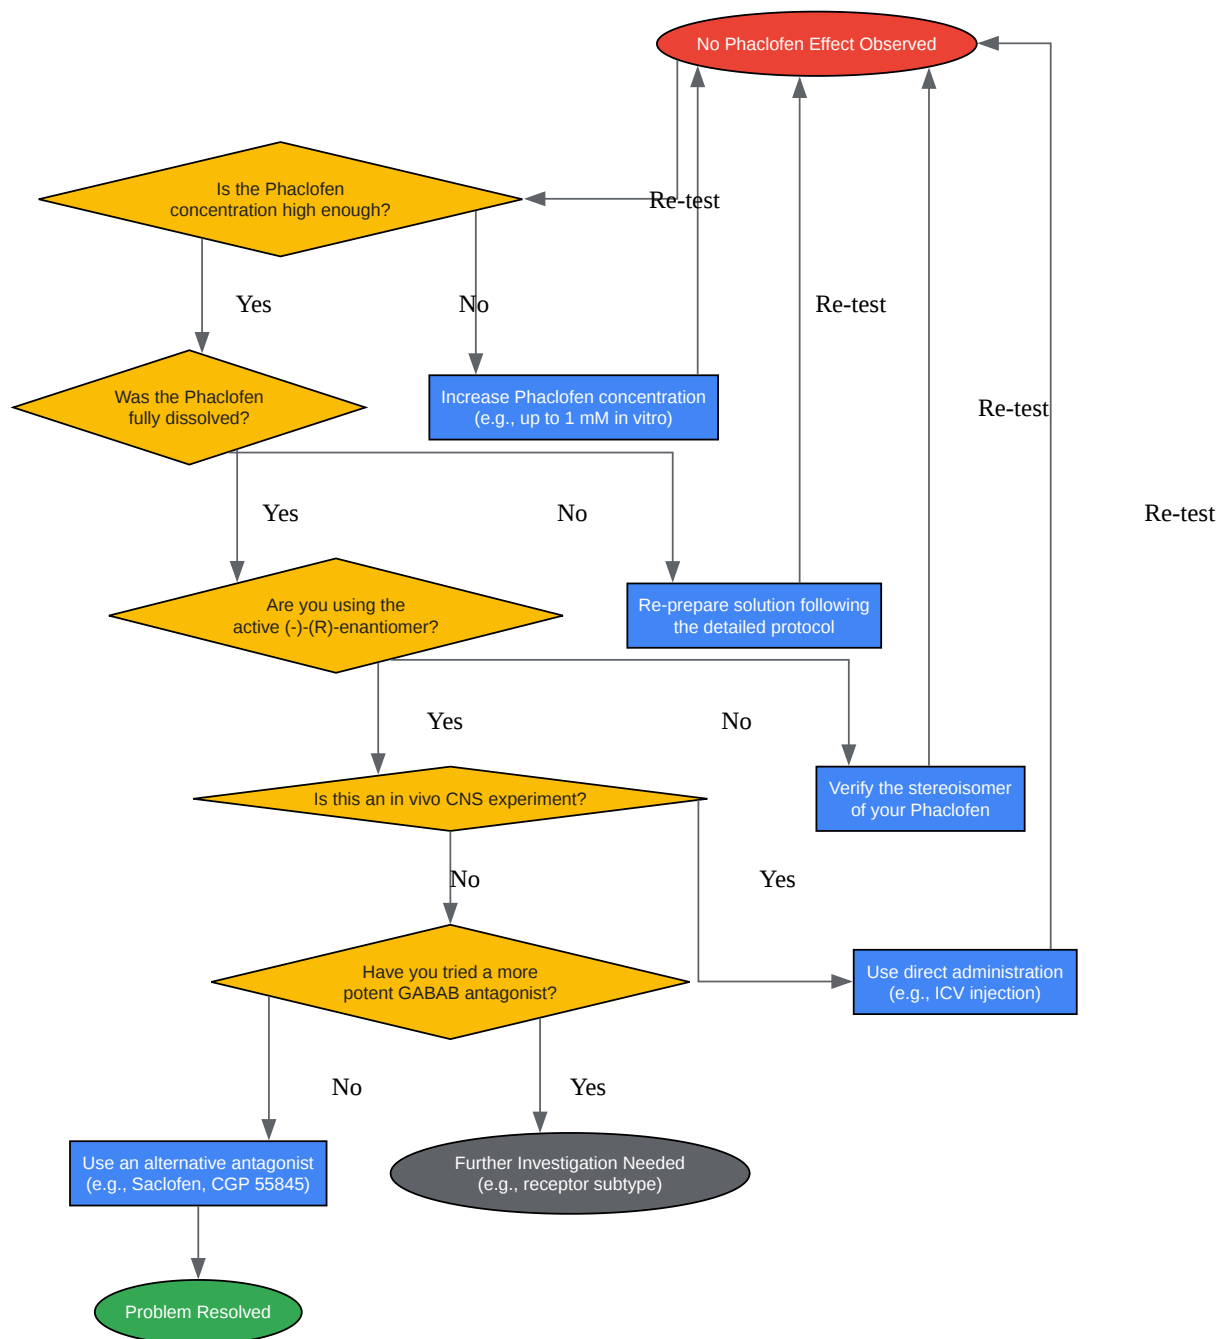 No Phaclofen Effect Observed
Is the Phaclofen
concentration high enough?
Re-test
Yes
No
Re-test
Was the Phaclofen
fully dissolved?
Increase Phaclofen concentration
(e.g., up to 1 mM in vitro)
Re-test
Yes
No
Re-test
Are you using the
active (-)-(R)-enantiomer?
Re-prepare solution following
the detailed protocol
Yes
No
Is this an in vivo CNS experiment?
Verify the stereoisomer
of your Phaclofen
No
Yes
Have you tried a more
potent GABAB antagonist?
Use direct administration
(e.g., ICV injection)
No
Yes
Use an alternative antagonist
(e.g., Saclofen, CGP 55845)
Further Investigation Needed
(e.g., receptor subtype)
Problem Resolved